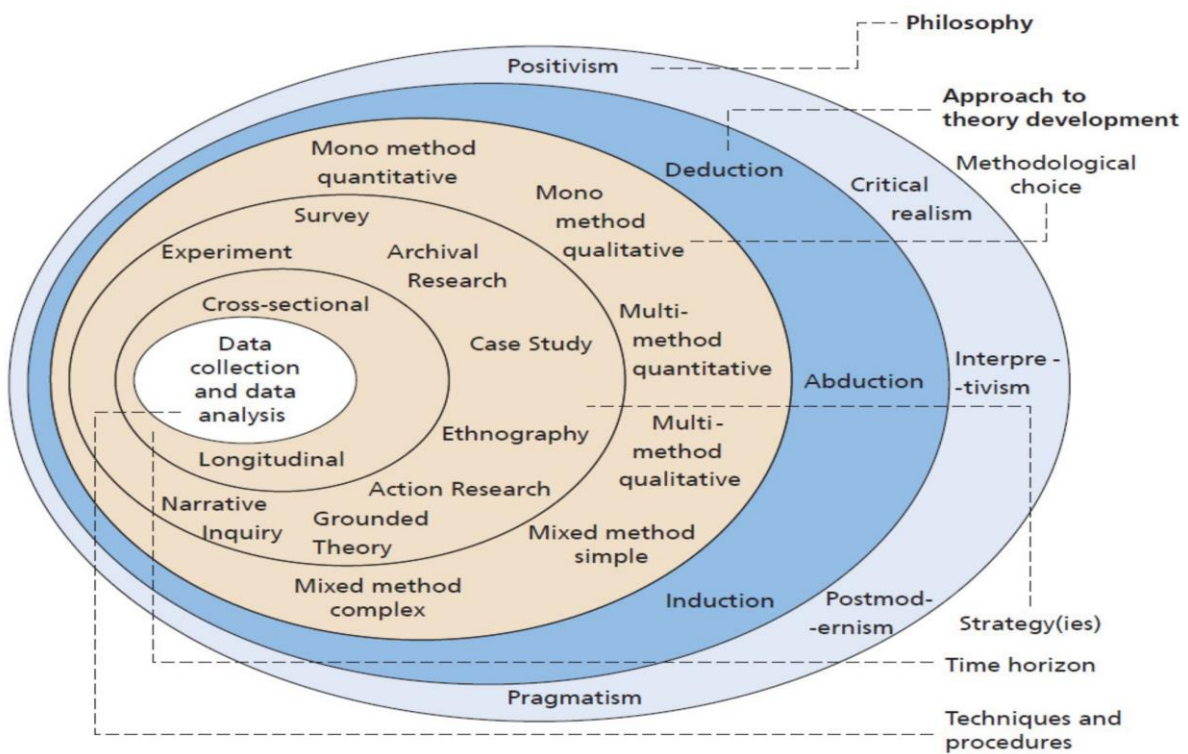 Philosophy
Positivism
Approach to
theory development
Mono method
quantitative
Deduction
Methodological
choice
Critical
realism
Mono
method
qualitative
Survey
Experiment
Archival
Research
Cross-sectional
Multi-
method
quantitative
Data
collection
and data
analysis
Case Study
Abduction
Interpre-
-tivism
Ethnography
Multi-
method
qualitative
Longitudinal
Action Research
Narrative
Inquiry
Grounded
Theory
Mixed method
simple
Mixed method
complex
Induction
Postmod-
-ernism
Strategy(ies)
Time horizon
Pragmatism
Techniques and
procedures